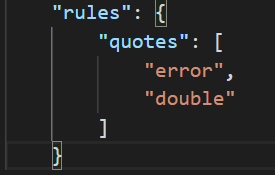 "rules": {
"quotes": [
"error",
"double"
]
}